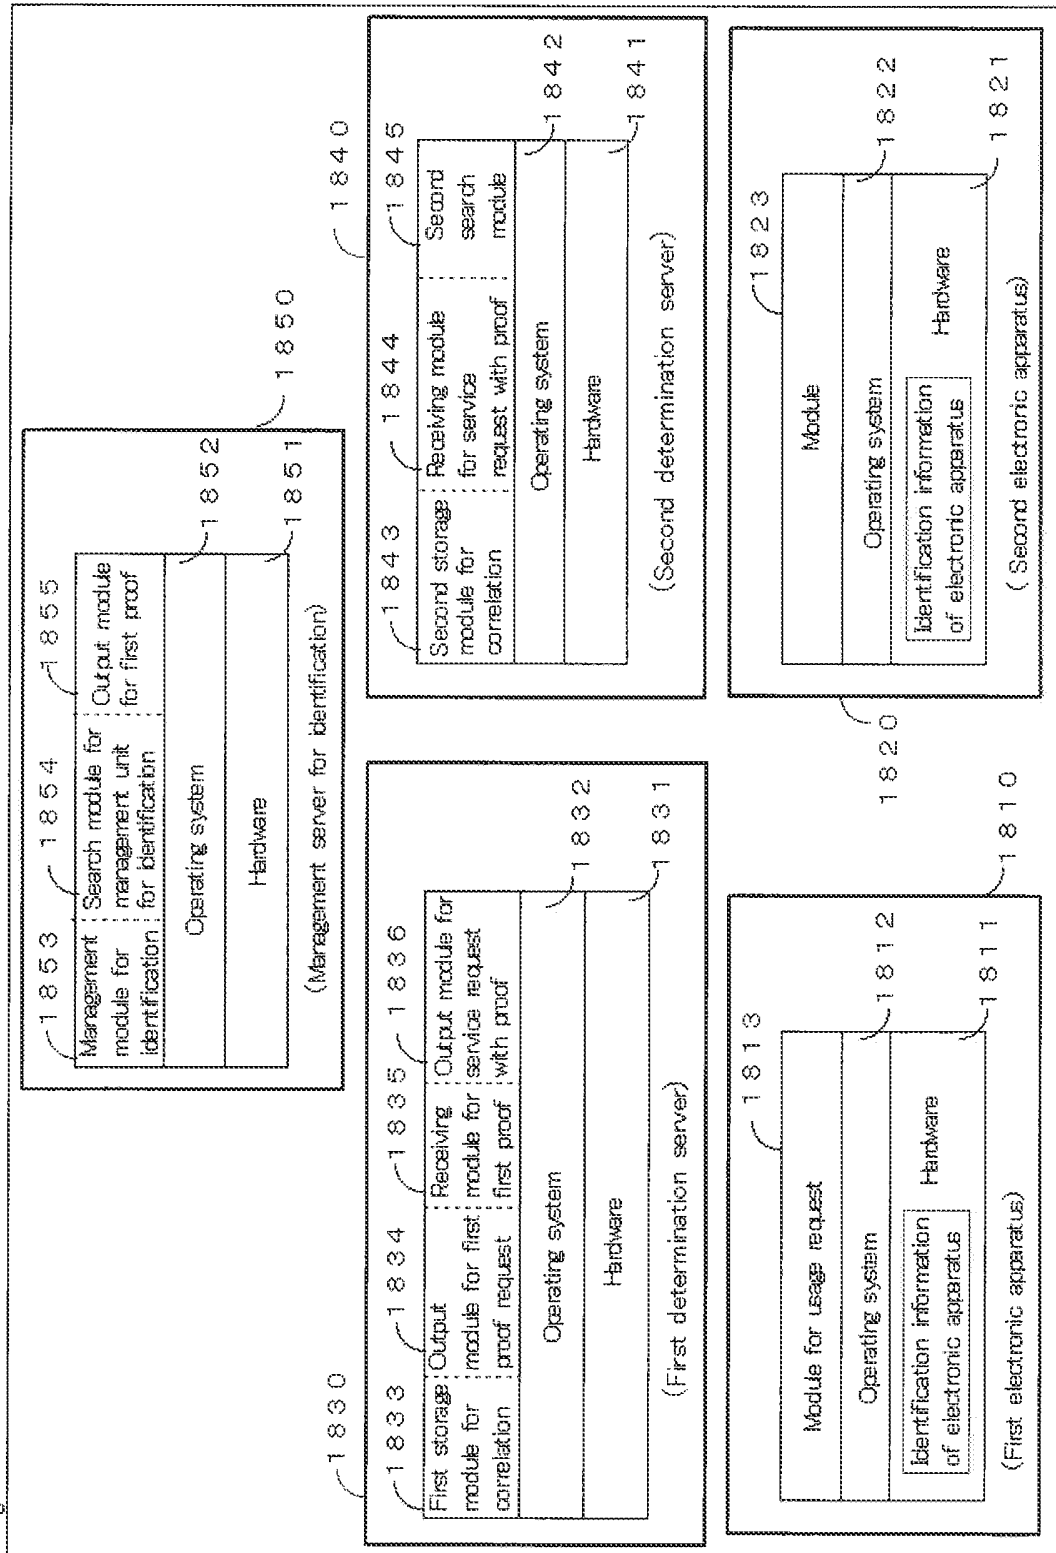 1850
1853
1854
1855
Management
module for
identification
Search module for
management unit
for identification
Output module
for first proof
Operating system
1852
Hardware
1851
(Management server for identification)
1830
1833
1834
1835
1836
First storage
module for
correlation
Output
module for first
proof request
Receiving
module for
first proof
Output module for
service request
with proof
Operating system
1832
Hardware
1831
(First determination server)
1840
1843
1844
1845
Second storage
module for
correlation
Receiving module
for service
request with proof
Second
search
module
Operating system
1842
Hardware
1841
(Second determination server)
1813
Module for usage request
Operating system
1812
Identification information
of electronic apparatus
Hardware
1811
(First electronic apparatus)
1810
1820
1823
Module
Operating system
1822
Identification information
of electronic apparatus
Hardware
1821
(Second electronic apparatus)